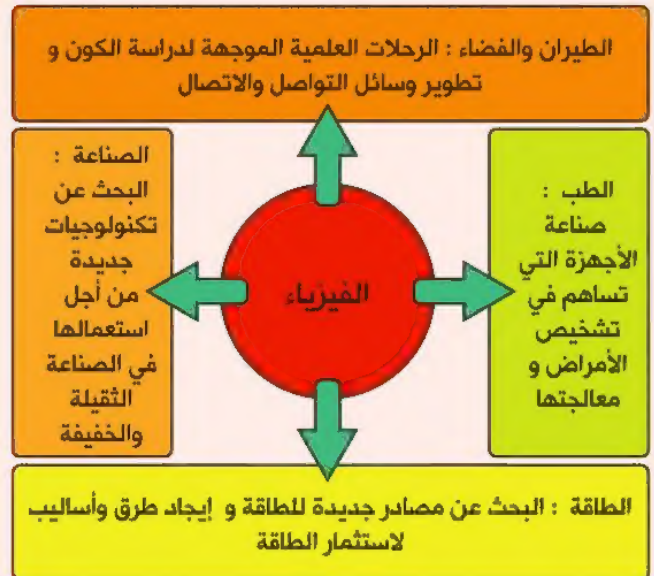 الطيران والفضاء : الرحلات العلمية الموجهة لدراسة الكون و
تطوير وسائل التواصل والاتصال
الطب :
صناعة
الأجهزة التي
تساهم في
تشخيص
الأمراض و
معالجتها
الفيزياء
الصناعة :
البحث عن
تكنولوجيات
جديدة
من أجل
استعمالها
في الصناعة
الثقيلة
والخفيفة
الطاقة : البحث عن مصادر جديدة للطاقة و إيجاد طرق وأساليب
لاستثمار الطاقة